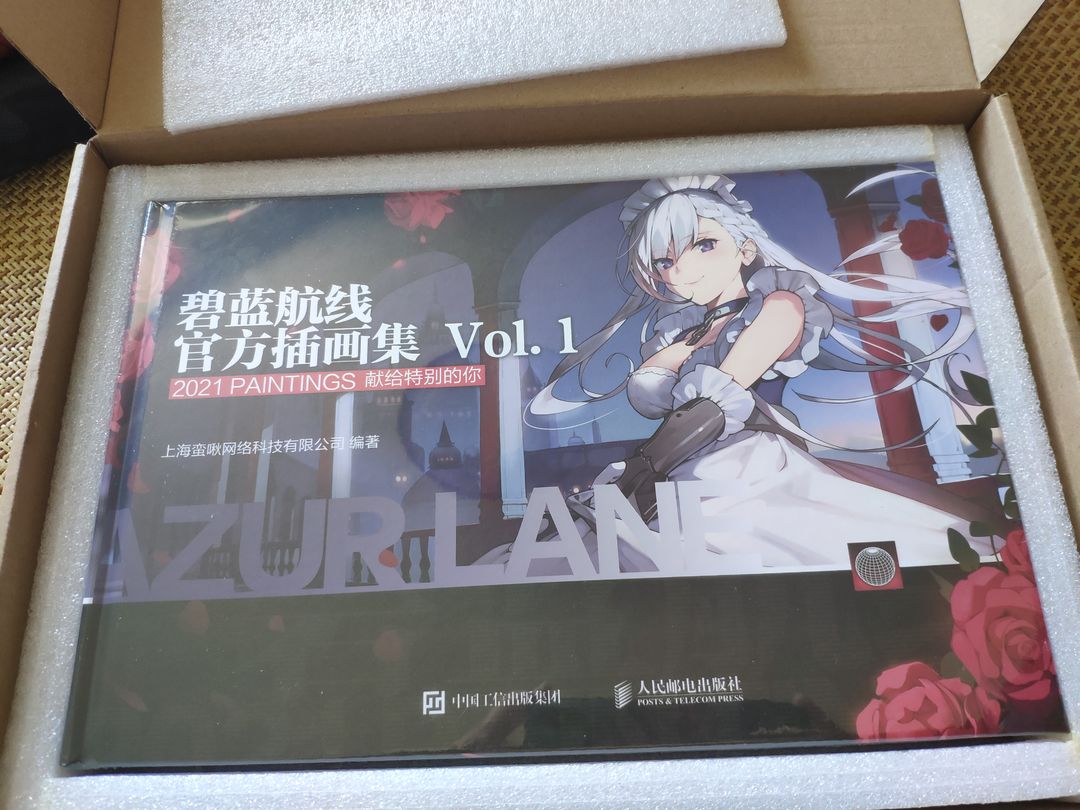 碧蓝航线
官方插画集 Vol. 1
2021 PAINTINGS 献给特别的你
上海蛮啾网络科技有限公司 编著
AZUR LANE
中国工信出版集团
人民邮电出版社
POSTS & TELECOM PRESS